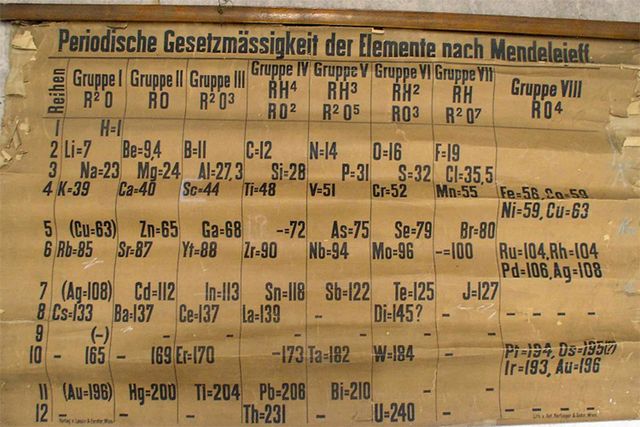 Periodische Gesetzmässigkeit der Elemente nach Mendelejeff.
Reihen Gruppe I R²O Gruppe II RO Gruppe III R²O³ Gruppe IV RH⁴ RO² Gruppe V RH³ R²O⁵ Gruppe VI RH² RO³ Gruppe VII RH R²O⁷ Gruppe VIII RO⁴
1 H=1
2 Li=7 Be=9,4 B=11 C=12 N=14 O=16 F=19
3 Na=23 Mg=24 Al=27,3 Si=28 P=31 S=32 Cl=35,5
4 K=39 Ca=40 Sc=44 Ti=48 V=51 Cr=52 Mn=55 Fe=56, Co=59
Ni=59, Cu=63
5 (Cu=63) Zn=65 Ga=68 -=72 As=75 Se=79 Br=80
6 Rb=85 Sr=87 Yt=88 Zr=90 Nb=94 Mo=96 -=100 Ru=104, Rh=104
Pd=106, Ag=108
7 (Ag=108) Cd=112 In=113 Sn=118 Sb=122 Te=125 J=127
8 Cs=133 Ba=137 Ce=137 La=139 - Di=145? - - - - -
9 (-) - - - - - -
10 - 165 - 169 Er=170 -173 Ta=182 W=184 - Pt=194, Os=195(?)
Ir=193, Au=196
11 (Au=196) Hg=200 Ti=204 Pb=206 Bi=210 - -
12 - - - Th=231 - U=240 - - - - -
Verlag v. Lenoir & Forster, Wien.